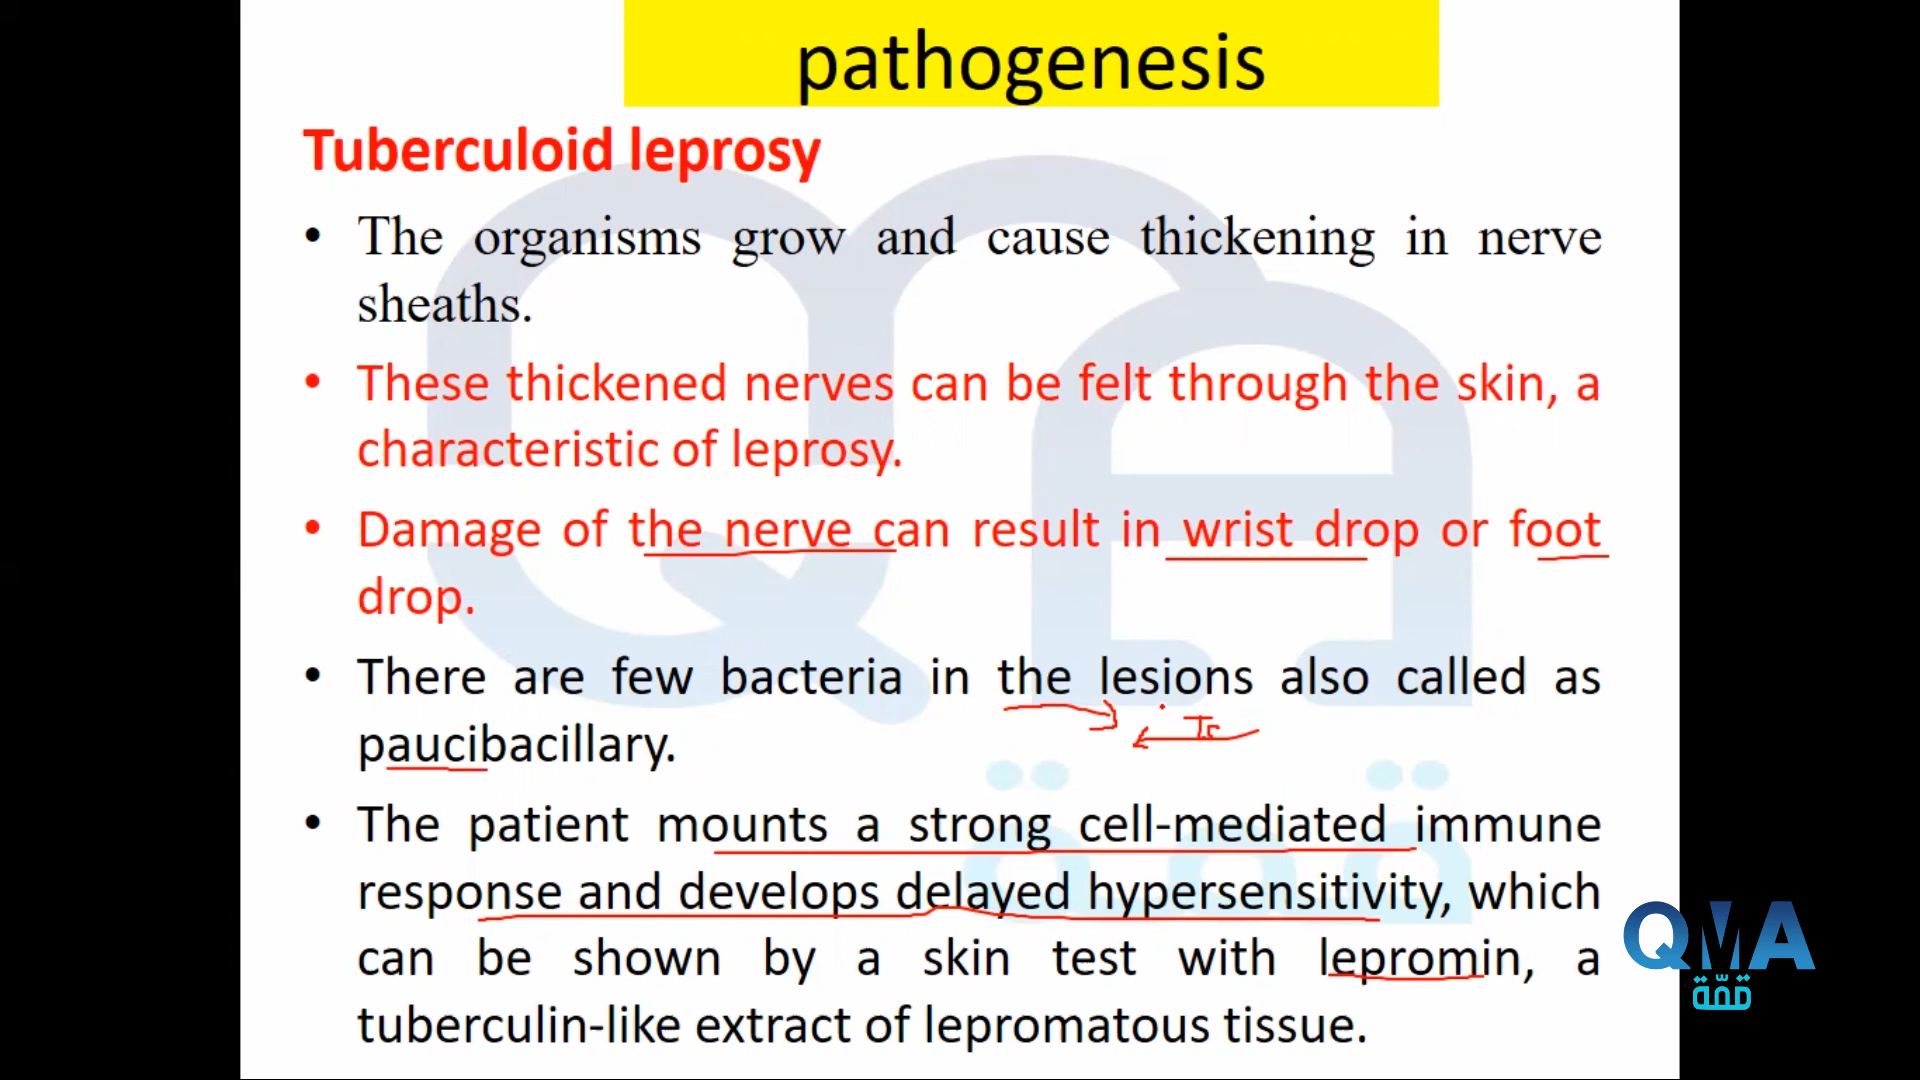 pathogenesis
Tuberculoid leprosy
• The organisms grow and cause thickening in nerve
sheaths.
• These thickened nerves can be felt through the skin, a
characteristic of leprosy.
• Damage of the nerve can result in wrist drop or foot
drop.
• There are few bacteria in the lesions also called as
paucibacillary.
• The patient mounts a strong cell-mediated immune
response and develops delayed hypersensitivity, which
can be shown by a skin test with lepromin, a
tuberculin-like extract of lepromatous tissue.
QMA
قمّة